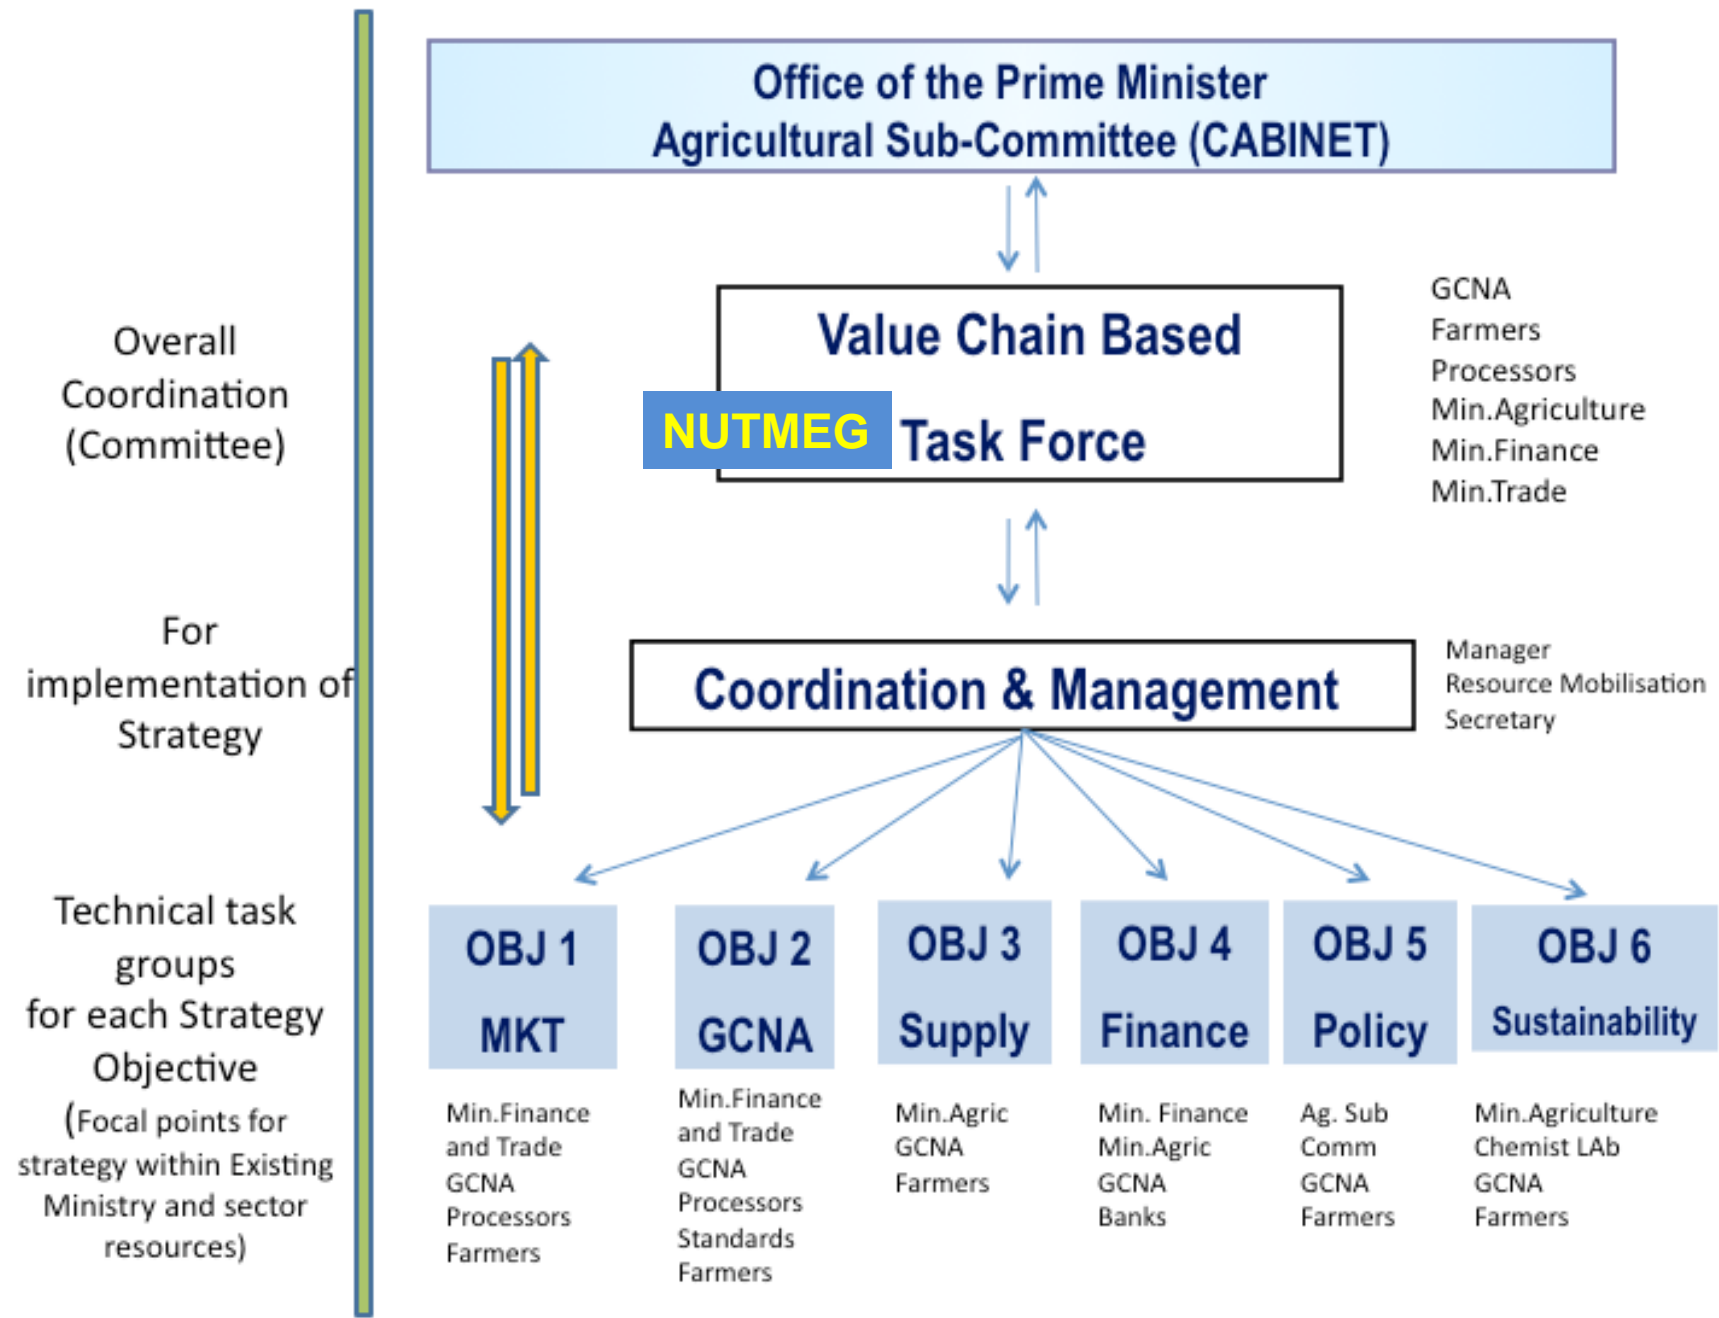 Office of the Prime Minister
Agricultural Sub-Committee (CABINET)
Overall
Coordination
(Committee)
Value Chain Based
NUTMEG
Task Force
GCNA
Farmers
Processors
Min.Agriculture
Min.Finance
Min.Trade
For
implementation of
Strategy
Coordination & Management
Manager
Resource Mobilisation
Secretary
Technical task
groups
for each Strategy
Objective
(Focal points for
strategy within Existing
Ministry and sector
resources)
OBJ 1
MKT
Min.Finance
and Trade
GCNA
Processors
Farmers
OBJ 2
GCNA
Min.Finance
and Trade
GCNA
Processors
Standards
Farmers
OBJ 3
Supply
Min.Agric
GCNA
Farmers
OBJ 4
Finance
Min. Finance
Min.Agric
GCNA
Banks
OBJ 5
Policy
Ag. Sub
Comm
GCNA
Farmers
OBJ 6
Sustainability
Min.Agriculture
Chemist LAb
GCNA
Farmers